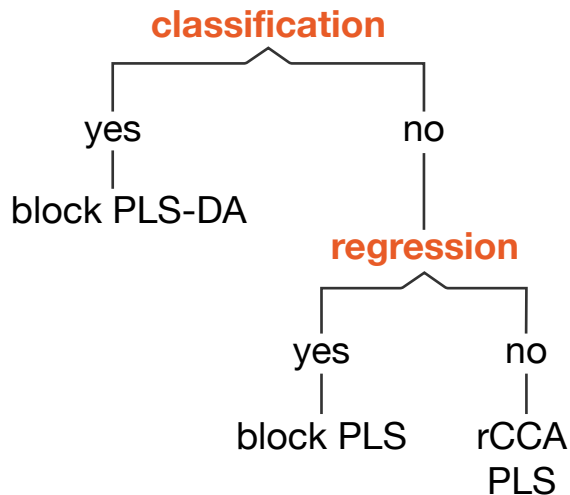 classification
yes
no
block PLS-DA
regression
yes
no
block PLS
rCCA
PLS